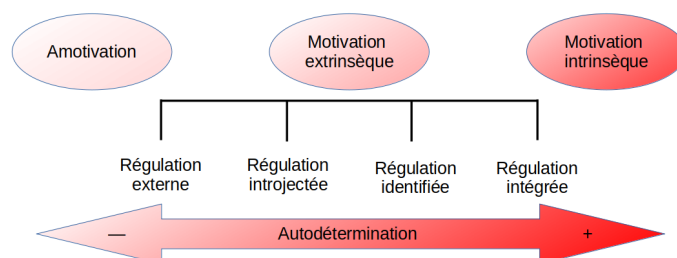 Amotivation
Motivation
extrinsèque
Motivation
intrinsèque
Régulation
externe
Régulation
introjectée
Régulation
identifiée
Régulation
intégrée
— Autodétermination +